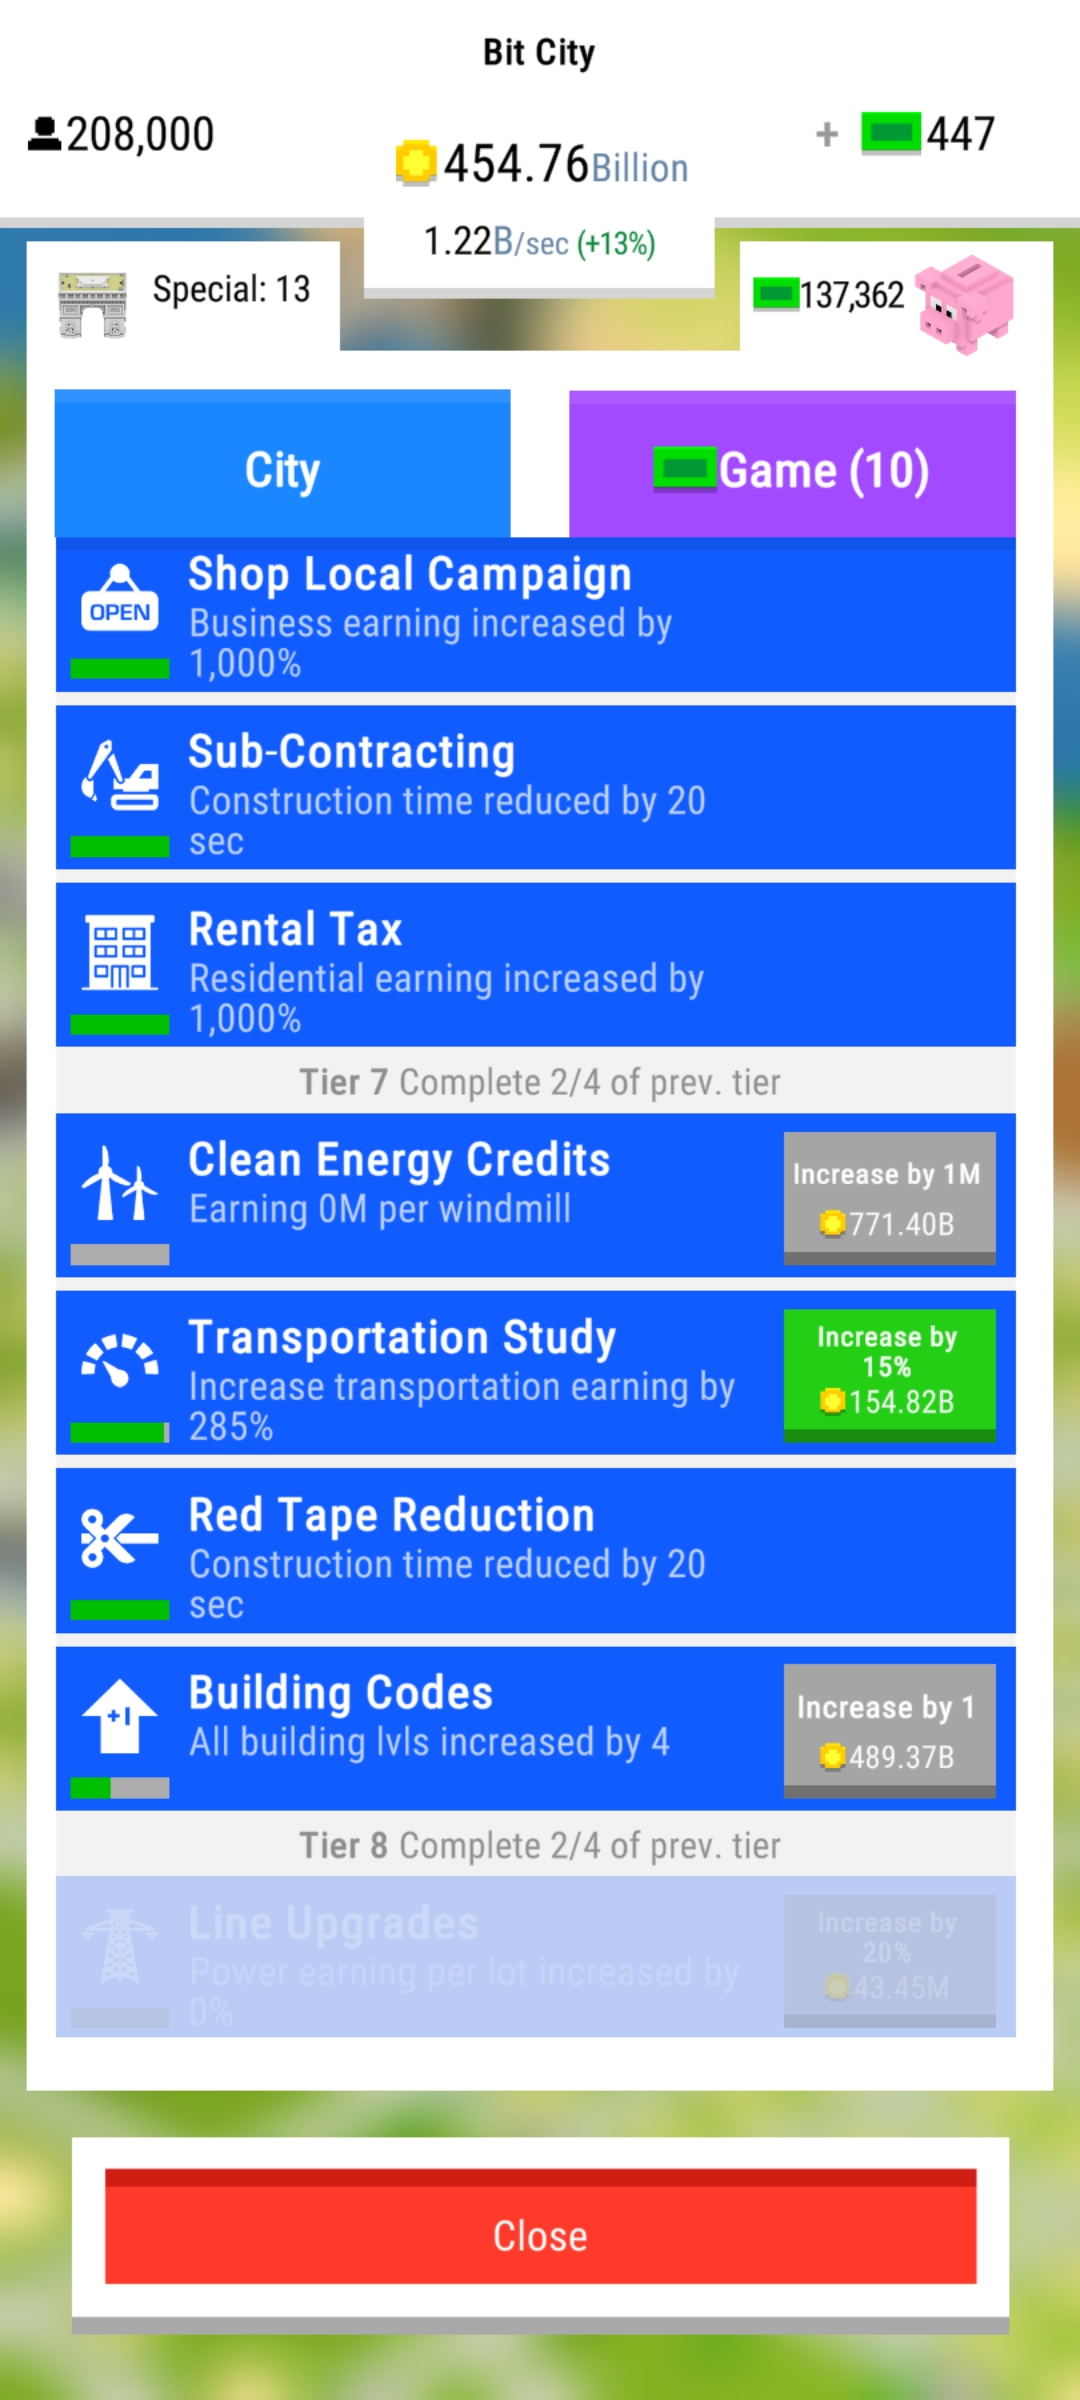 Bit City
208,000
454.76Billion
+ 447
1.22B/sec (+13%)
Special: 13
137,362
City
Game (10)
OPEN
Shop Local Campaign
Business earning increased by
1,000%
Sub-Contracting
Construction time reduced by 20
sec
Rental Tax
Residential earning increased by
1,000%
Tier 7 Complete 2/4 of prev. tier
Clean Energy Credits
Earning 0M per windmill
Increase by 1M
771.40B
Transportation Study
Increase transportation earning by
285%
Increase by
15%
154.82B
Red Tape Reduction
Construction time reduced by 20
sec
+1
Building Codes
All building lvls increased by 4
Increase by 1
489.37B
Tier 8 Complete 2/4 of prev. tier
Line Upgrades
Power earning per lot increased by
0%
Increase by
20%
43.45M
Close